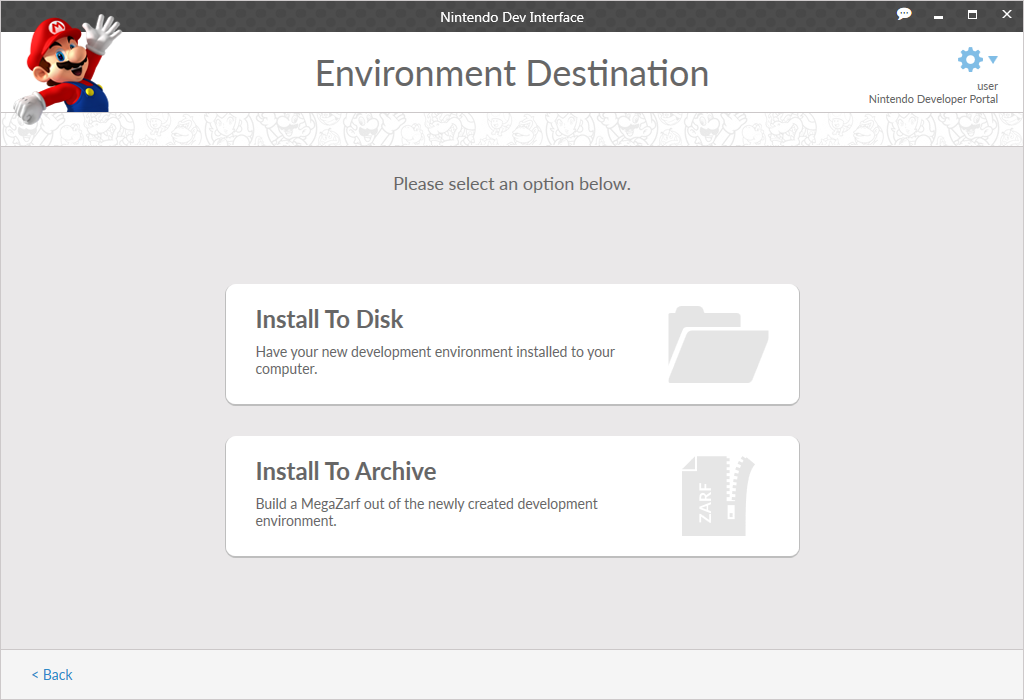 Nintendo Dev Interface
M
Environment Destination
user
Nintendo Developer Portal
Please select an option below.
Install To Disk
Have your new development environment installed to your
computer.
Install To Archive
Build a MegaZarf out of the newly created development
environment.
ZARF
< Back